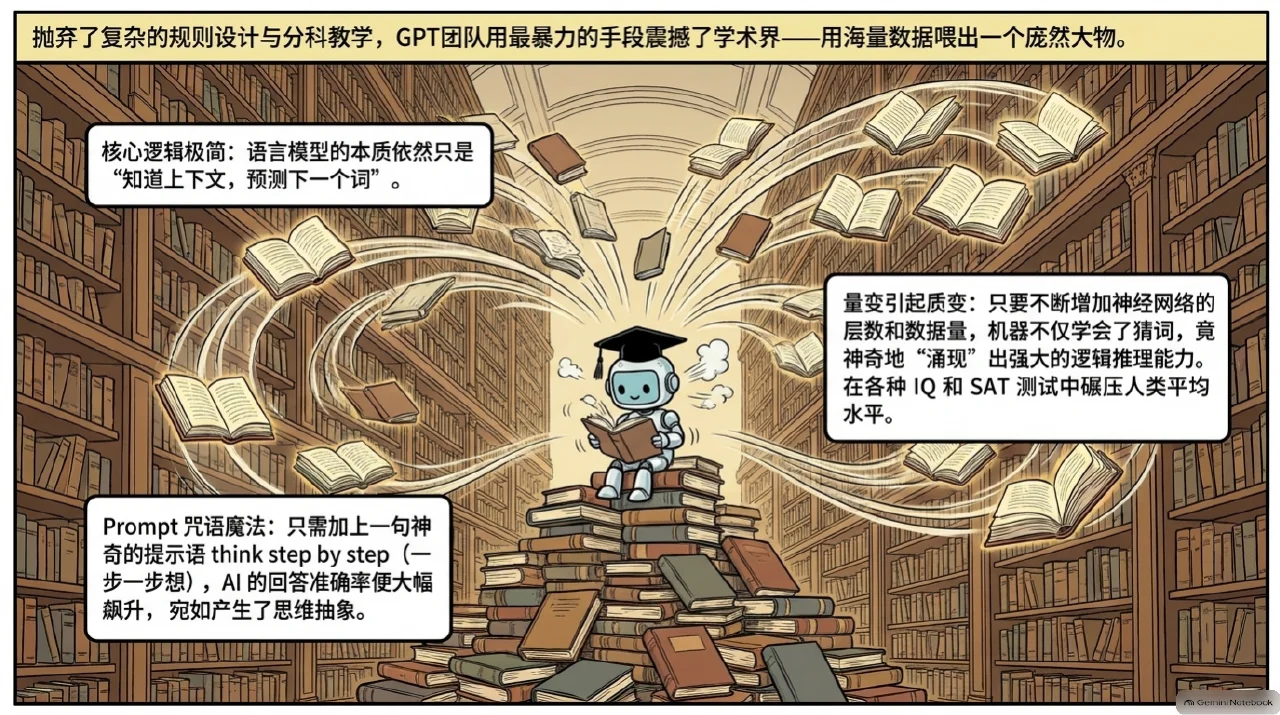 抛弃了复杂的规则设计与分科教学，GPT团队用最暴力的手段震撼了学术界——用海量数据喂出一个庞然大物。
核心逻辑极简：语言模型的本质依然只是
“知道上下文，预测下一个词”。
量变引起质变：只要不断增加神经网络的
层数和数据量，机器不仅学会了猜词，竟
神奇地“涌现”出强大的逻辑推理能力。
在各种 IQ 和 SAT 测试中碾压人类平均
水平。
Prompt 咒语魔法：只需加上一句神
奇的提示语 think step by step（一
步一步想），AI 的回答准确率便大幅
飙升， 宛如产生了思维抽象。
Gemini Notebook